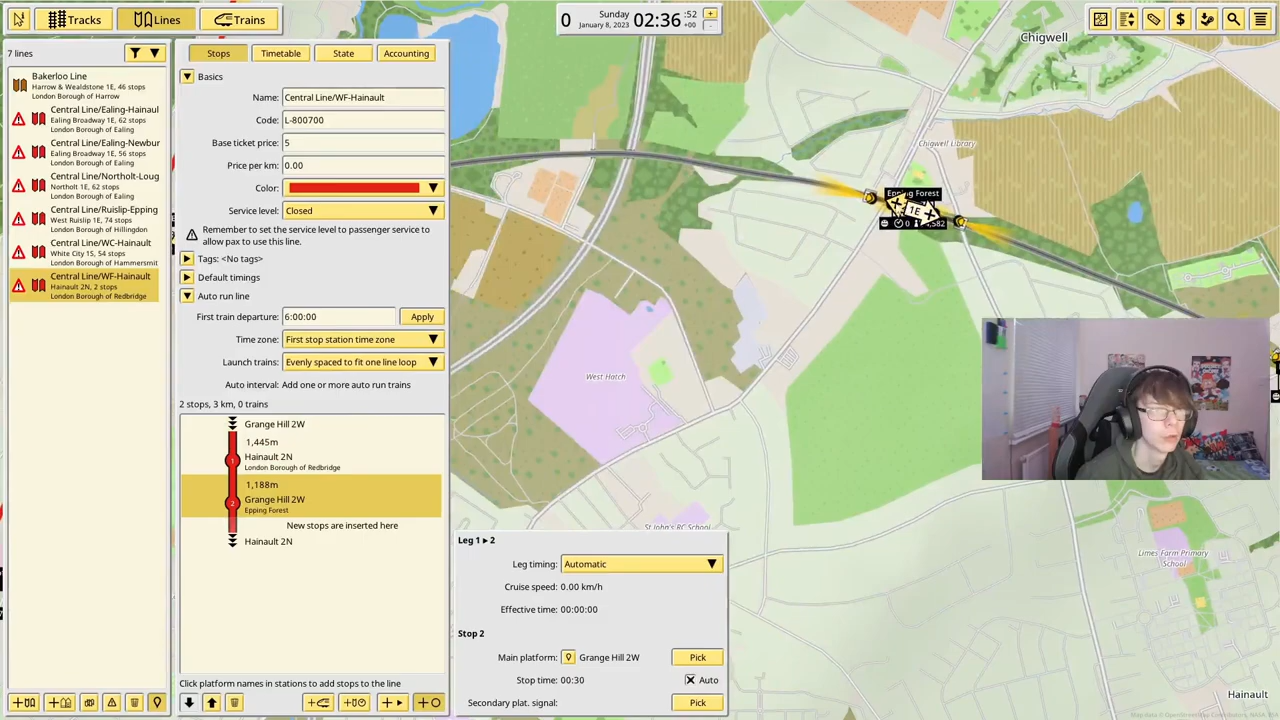 Tracks
Lines
Trains
0
Sunday
January 8, 2023
02:36
:52
+00
+
-
$
7 lines
Bakerloo Line
Harrow & Wealdstone 1E, 46 stops
London Borough of Harrow
Central Line/Ealing-Hainaul
Ealing Broadway 1E, 62 stops
London Borough of Ealing
Central Line/Ealing-Newbur
Ealing Broadway 1E, 56 stops
London Borough of Ealing
Central Line/Northolt-Loug
Northolt 1E, 62 stops
London Borough of Ealing
Central Line/Ruislip-Epping
West Ruislip 1E, 74 stops
London Borough of Hillingdon
Central Line/WC-Hainault
White City 1S, 54 stops
London Borough of Hammersmit
Central Line/WF-Hainault
Hainault 2N, 2 stops
London Borough of Redbridge
Stops
Timetable
State
Accounting
Basics
Name: Central Line/WF-Hainault
Code: L-800700
Base ticket price: 5
Price per km: 0.00
Color:
Service level: Closed
Remember to set the service level to passenger service to
allow pax to use this line.
Tags: <No tags>
Default timings
Auto run line
First train departure: 6:00:00 Apply
Time zone: First stop station time zone
Launch trains: Evenly spaced to fit one line loop
Auto interval: Add one or more auto run trains
2 stops, 3 km, 0 trains
Grange Hill 2W
1,445m
1 Hainault 2N
London Borough of Redbridge
1,188m
2 Grange Hill 2W
Epping Forest
New stops are inserted here
Hainault 2N
Click platform names in stations to add stops to the line
Leg 1 ▸ 2
Leg timing: Automatic
Cruise speed: 0.00 km/h
Effective time: 00:00:00
Stop 2
Main platform: Grange Hill 2W Pick
Stop time: 00:30 Auto
Secondary plat. signal: Pick
Chigwell
Chigwell Library
Epping Forest
1E
West Hatch
St John's RC School
Limes Farm Primary
School
Hainault